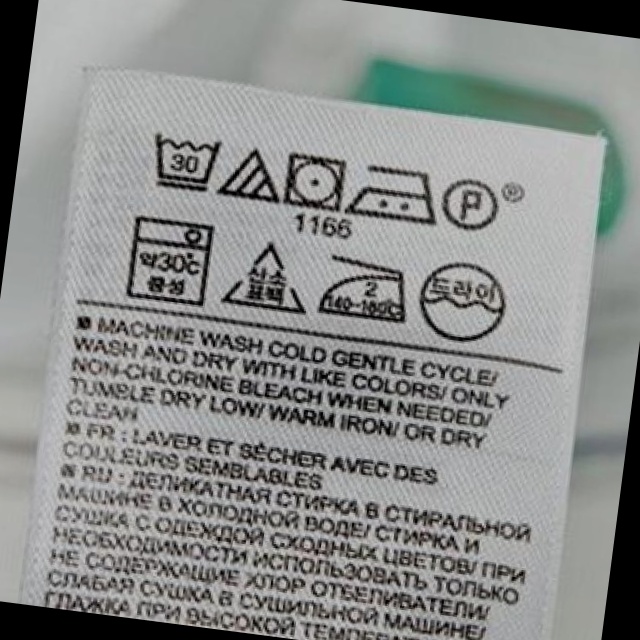 30 P ®
1166
약30℃ 산소 2 드라이
중성 표백 140~160℃
■ MACHINE WASH COLD GENTLE CYCLE/
WASH AND DRY WITH LIKE COLORS/ ONLY
NON-CHLORINE BLEACH WHEN NEEDED/
TUMBLE DRY LOW/ WARM IRON/ OR DRY
CLEAN
■ FR : LAVER ET SÉCHER AVEC DES
COULEURS SEMBLABLES
■ RU : ДЕЛИКАТНАЯ СТИРКА В СТИРАЛЬНОЙ
МАШИНЕ В ХОЛОДНОЙ ВОДЕ/ СТИРКА И
СУШКА С ОДЕЖДОЙ СХОДНЫХ ЦВЕТОВ/ ПРИ
НЕОБХОДИМОСТИ ИСПОЛЬЗОВАТЬ ТОЛЬКО
НЕ СОДЕРЖАЩИЕ ХЛОР ОТБЕЛИВАТЕЛИ/
СЛАБАЯ СУШКА В СУШИЛЬНОЙ МАШИНЕ/
ГЛАЖКА ПРИ ВЫСОКОЙ